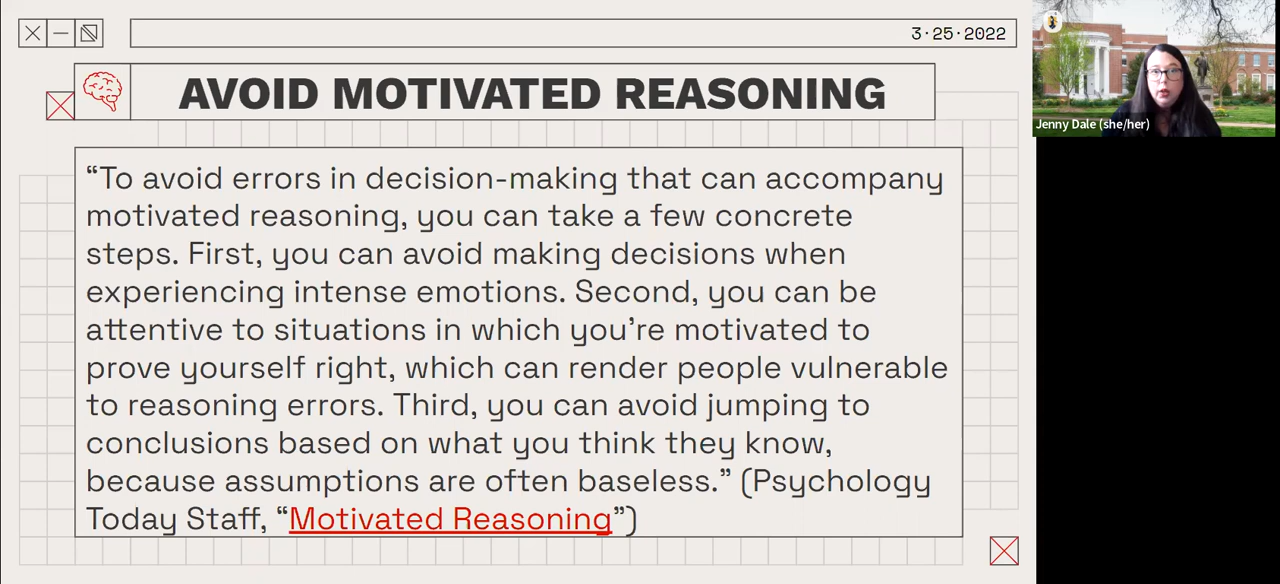 3·25·2022
AVOID MOTIVATED REASONING
“To avoid errors in decision-making that can accompany
motivated reasoning, you can take a few concrete
steps. First, you can avoid making decisions when
experiencing intense emotions. Second, you can be
attentive to situations in which you’re motivated to
prove yourself right, which can render people vulnerable
to reasoning errors. Third, you can avoid jumping to
conclusions based on what you think they know,
because assumptions are often baseless.” (Psychology
Today Staff, “Motivated Reasoning”)
Jenny Dale (she/her)